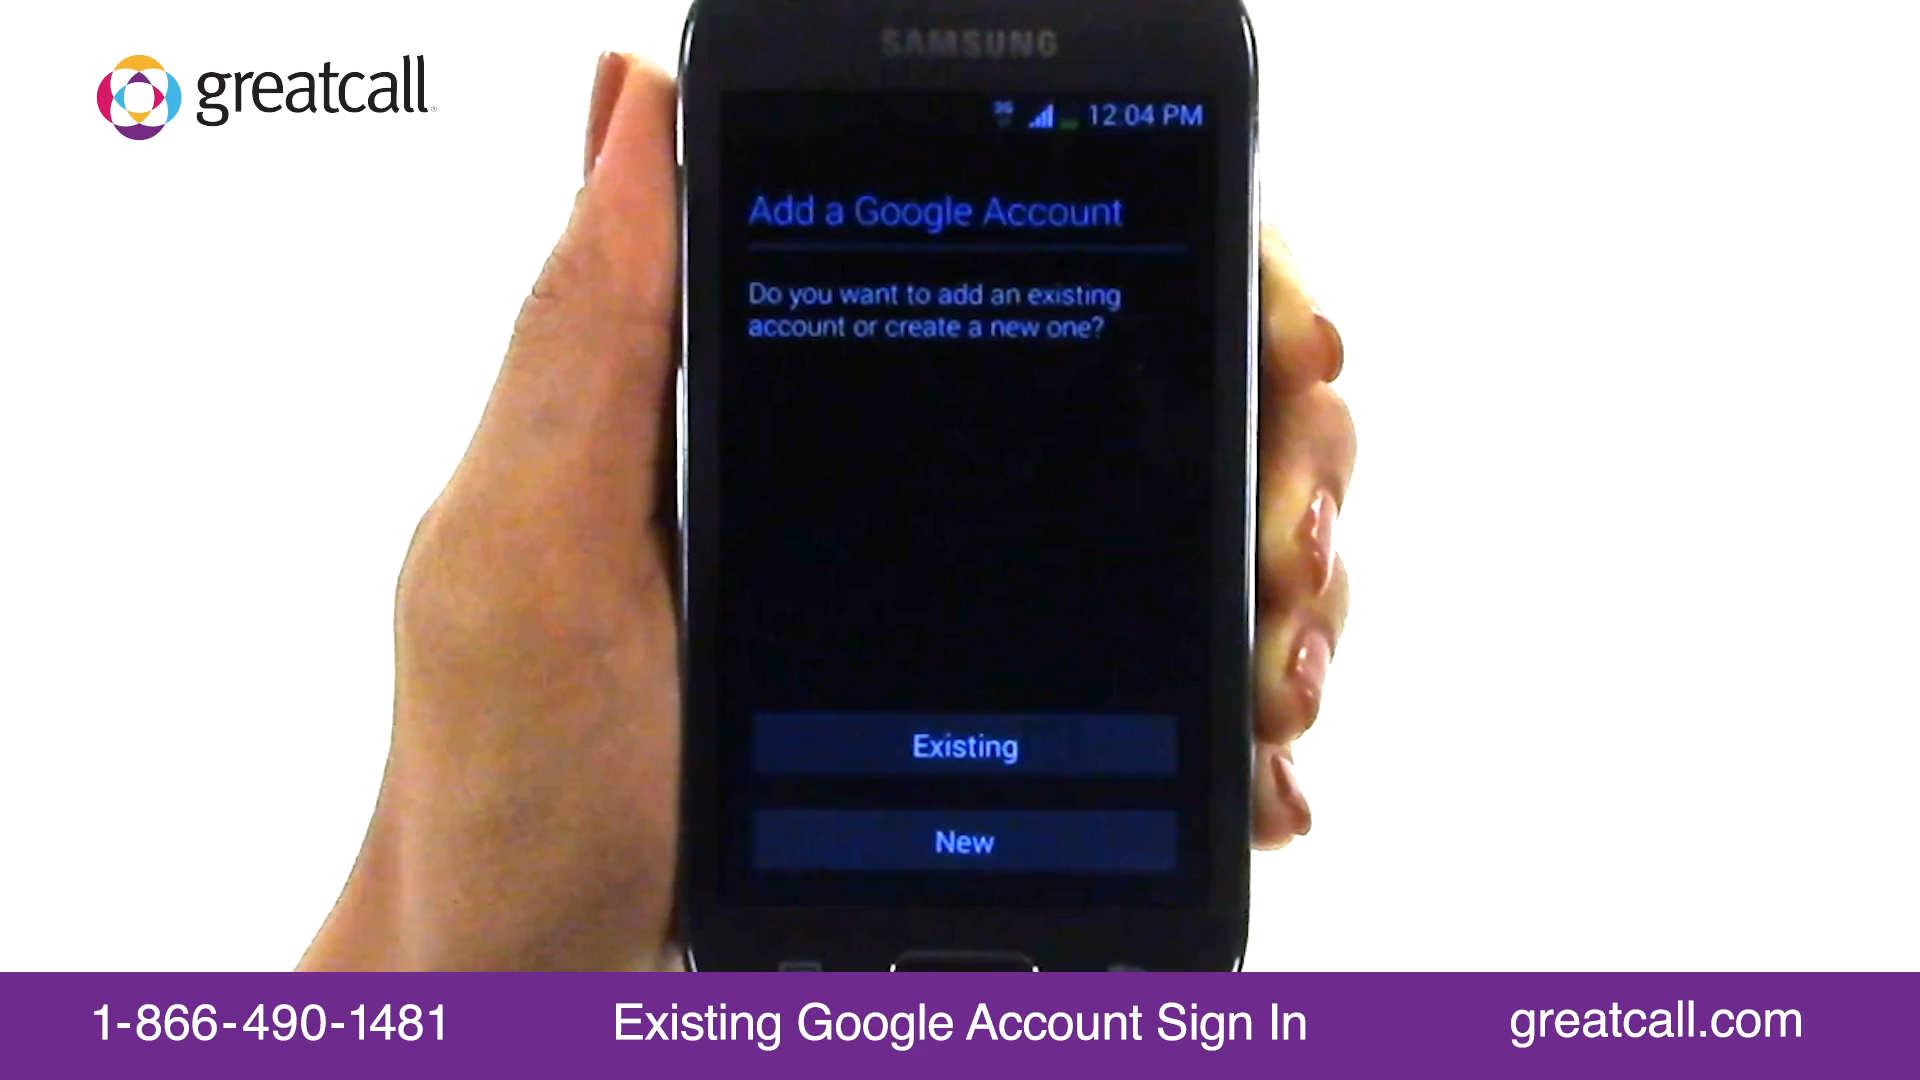 greatcall
SAMSUNG
3G
12:04 PM
Add a Google Account
Do you want to add an existing
account or create a new one?
Existing
New
1-866-490-1481
Existing Google Account Sign In
greatcall.com